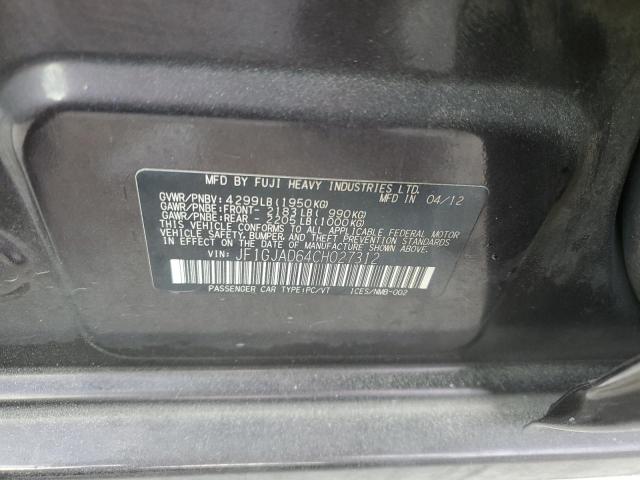 MFD BY FUJI HEAVY INDUSTRIES LTD.
GVWR/PNBV: 4299LB(1950KG) MFD IN 04/12
GAWR/PNBE:FRONT- 2183LB( 990KG)
GAWR/PNBE:REAR - 2205LB(1000KG)
THIS VEHICLE CONFORMS TO ALL APPLICABLE FEDERAL MOTOR
VEHICLE SAFETY, BUMPER, AND THEFT PREVENTION STANDARDS
IN EFFECT ON THE DATE OF MANUFACTURE SHOWN ABOVE.
VIN: JF1GJAD64CH027312
PASSENGER CAR TYPE:PC/VT ICES/NMB-002